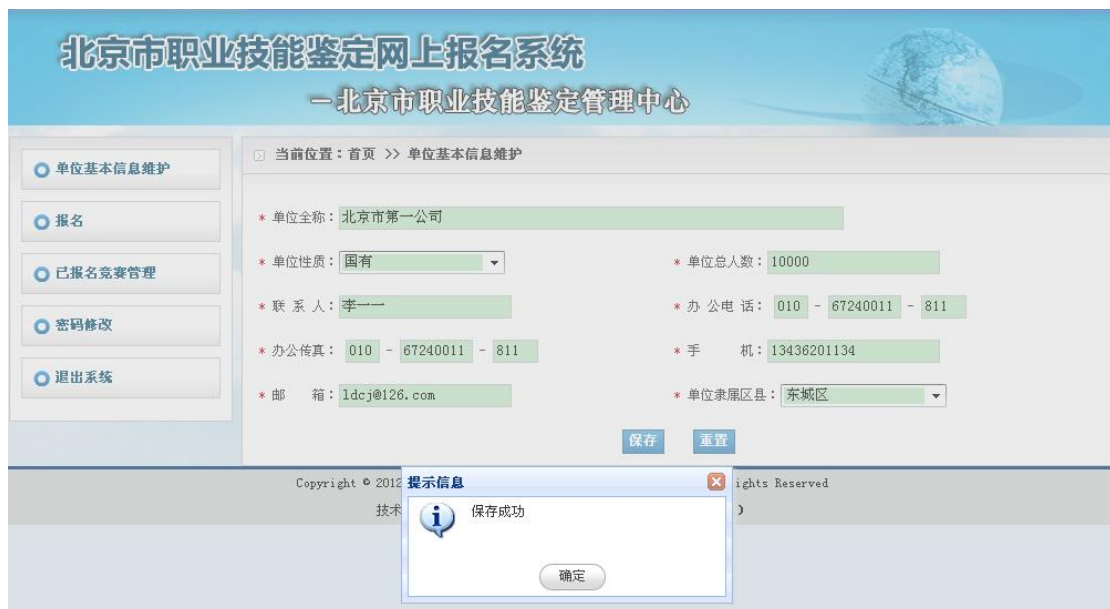 北京市职业技能鉴定网上报名系统
—北京市职业技能鉴定管理中心
单位基本信息维护
报名
已报名竞赛管理
密码修改
退出系统
当前位置：首页 >> 单位基本信息维护
* 单位全称：北京市第一公司
* 单位性质：国有 * 单位总人数：10000
* 联 系 人：李一一 * 办 公 电 话： 010 - 67240011 - 811
* 办公传真： 010 - 67240011 - 811 * 手 机：13436201134
* 邮 箱：ldcj@126.com * 单位隶属区县：东城区
保存 重置
Copyright © 2012 ights Reserved
技术 )
提示信息
保存成功
确定